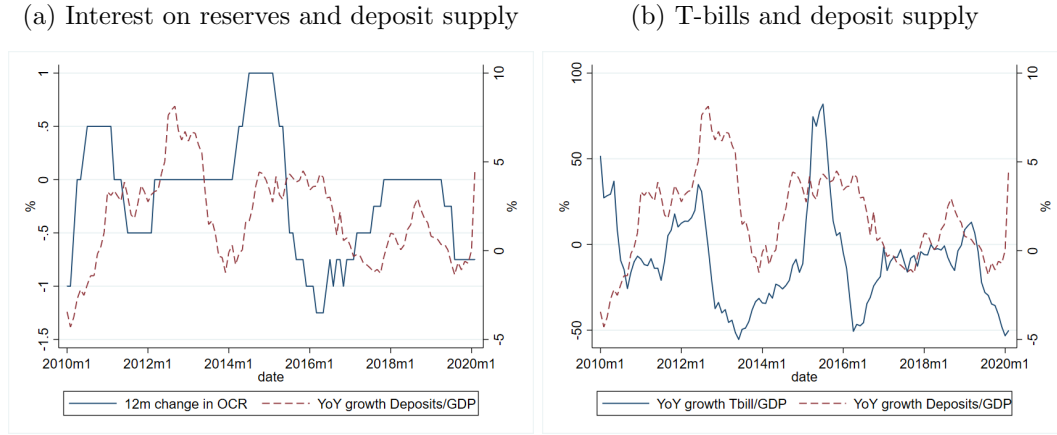 (a) Interest on reserves and deposit supply
(b) T-bills and deposit supply
1
.5
0
-.5
-1
-1.5
%
10
5
0
-5
%
2010m1
2012m1
2014m1
2016m1
2018m1
2020m1
date
12m change in OCR
YoY growth Deposits/GDP
100
50
0
-50
%
10
5
0
-5
%
2010m1
2012m1
2014m1
2016m1
2018m1
2020m1
date
YoY growth Tbill/GDP
YoY growth Deposits/GDP